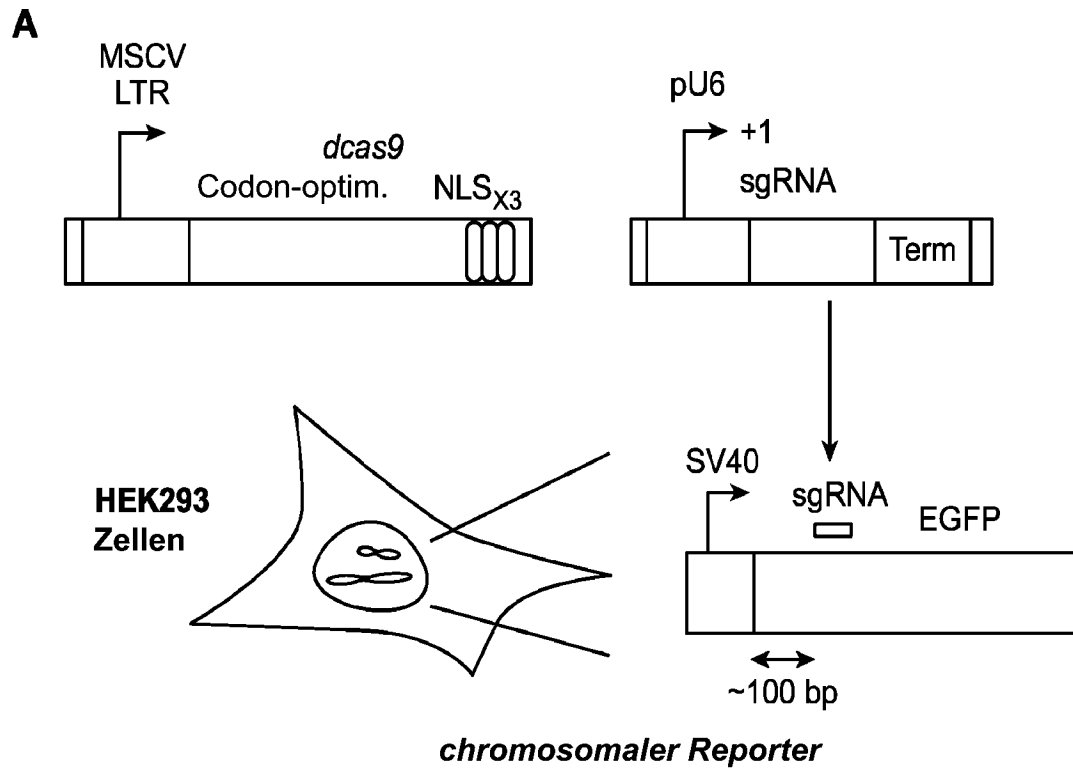 A
MSCV
LTR
dcas9
Codon-optim.
NLSX3
pU6
+1
sgRNA
Term
HEK293
Zellen
SV40
sgRNA
EGFP
~100 bp
chromosomaler Reporter